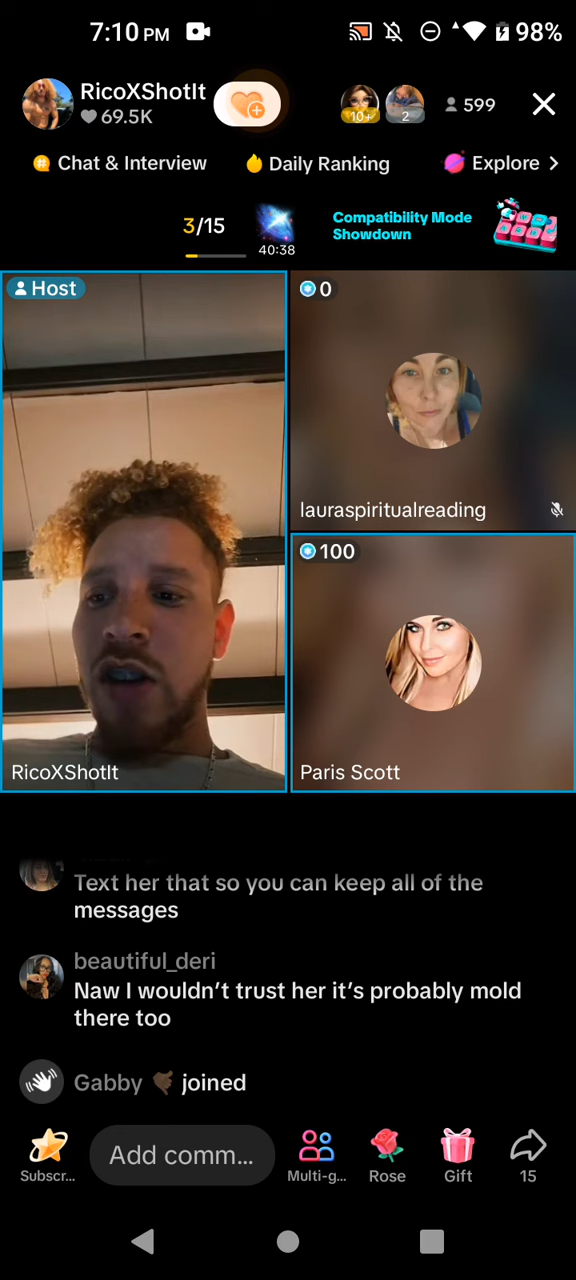 7:10 PM 98%
RicoXShotIt
69.5K
10+ 2 599
Chat & Interview Daily Ranking Explore
3/15
40:38
Compatibility Mode
Showdown
Host
0
lauraspiritualreading
100
RicoXShotIt
Paris Scott
Text her that so you can keep all of the
messages
beautiful_deri
Naw I wouldn’t trust her it’s probably mold
there too
Gabby joined
Add comm...
Subscr... Multi-g... Rose Gift 15